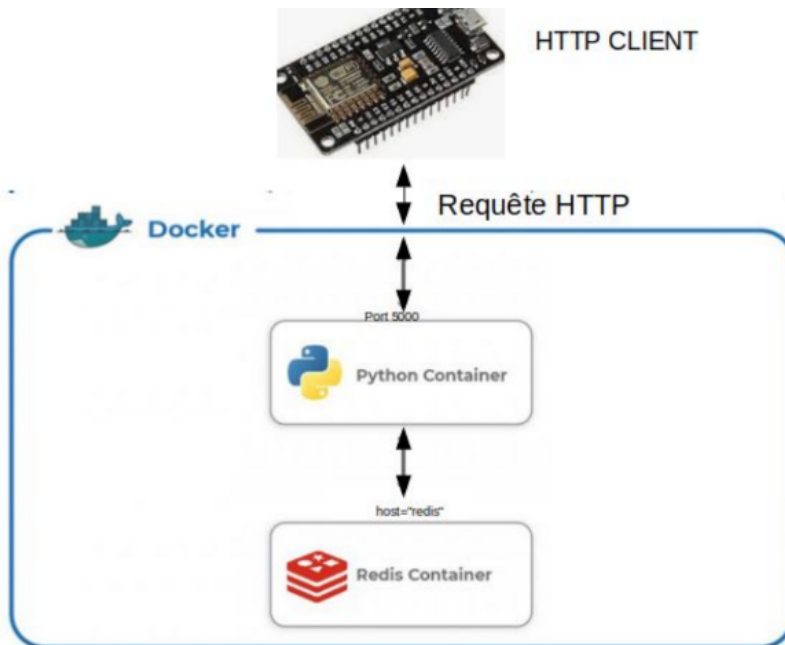 HTTP CLIENT
Requête HTTP
Docker
Port 5000
Python Container
host="redis"
Redis Container